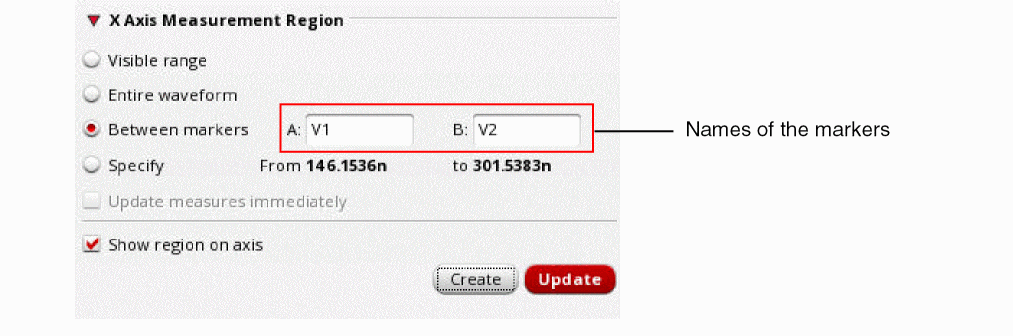 X Axis Measurement Region
Visible range
Entire waveform
Between markers A: V1 B: V2 Names of the markers
Specify From 146.1536n to 301.5383n
Update measures immediately
Show region on axis
Create Update